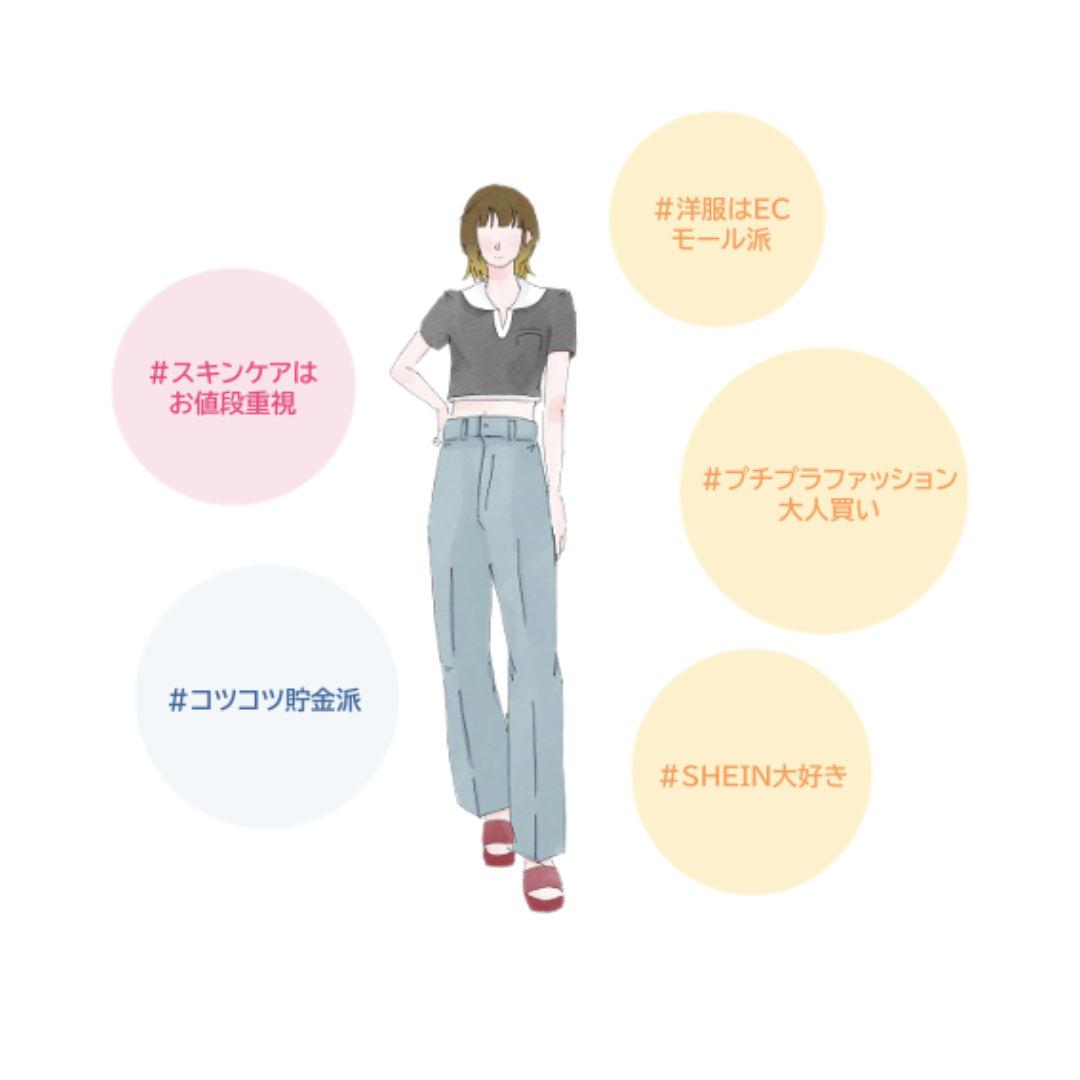 #洋服はEC
モール派
#スキンケアは
お値段重視
#プチプラファッション
大人買い
#コツコツ貯金派
#SHEIN大好き